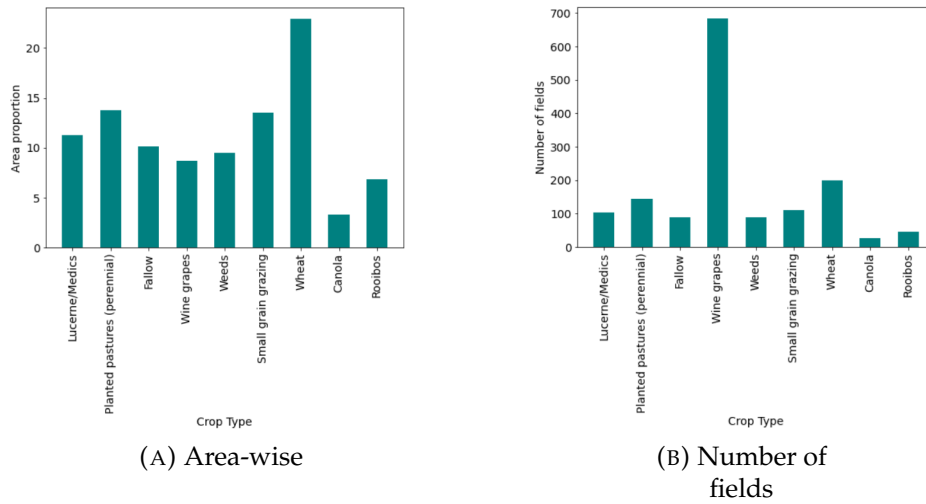 Area proportion
20
15
10
5
0
Lucerne/Medics
Planted pastures (perennial)
Fallow
Wine grapes
Weeds
Small grain grazing
Wheat
Canola
Rooibos
Crop Type
(A) Area-wise
Number of fields
700
600
500
400
300
200
100
0
Lucerne/Medics
Planted pastures (perennial)
Fallow
Wine grapes
Weeds
Small grain grazing
Wheat
Canola
Rooibos
Crop Type
(B) Number of
fields